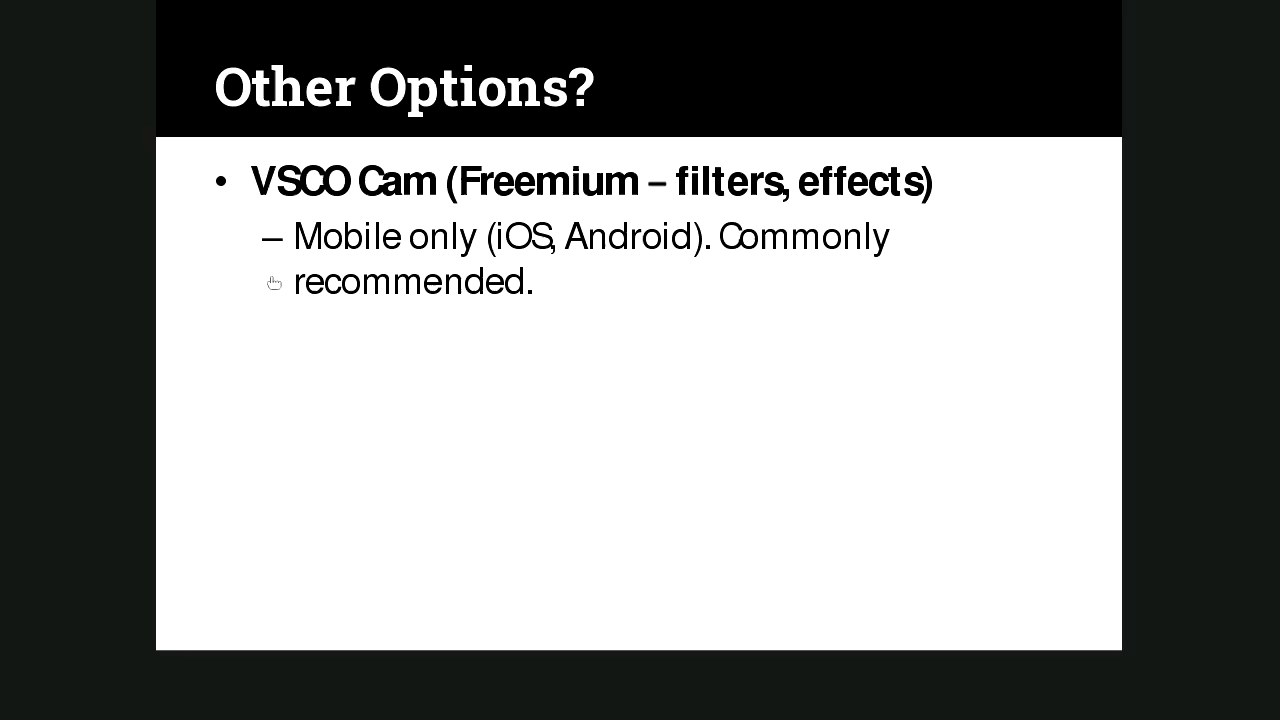 Other Options?
• VSCO Cam (Freemium – filters, effects)
– Mobile only (iOS, Android). Commonly
recommended.